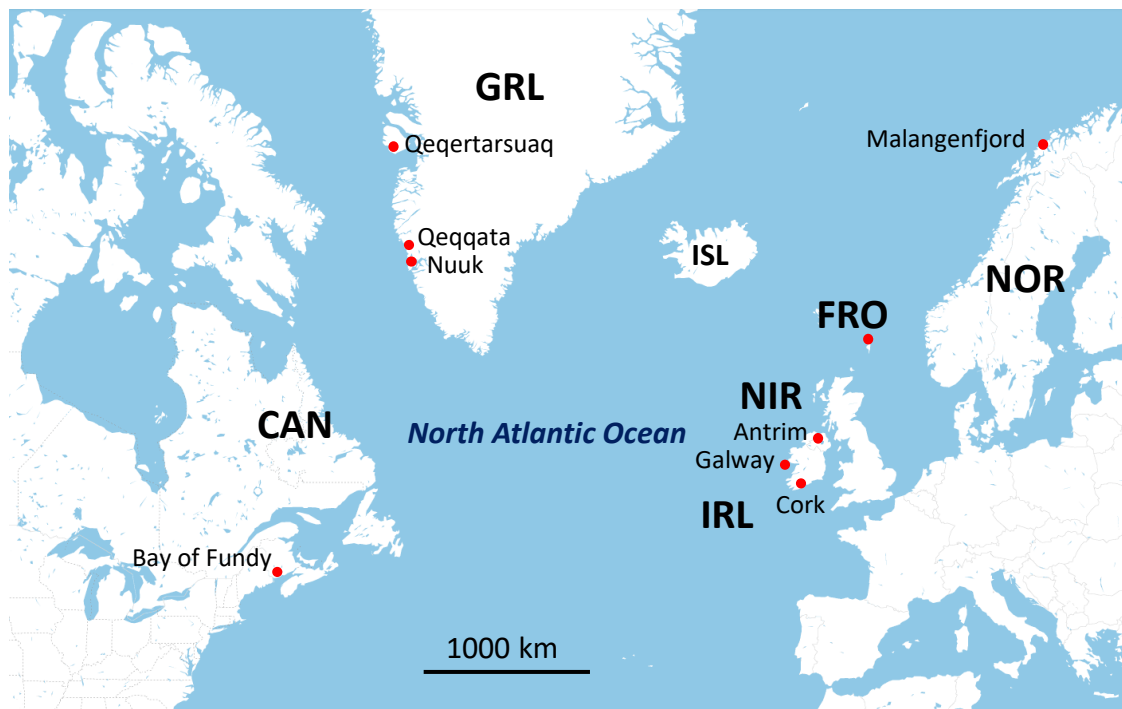 GRL
Malangenfjord
Qeqertarsuaq
Qeqqata
Nuuk
ISL
NOR
FRO
NIR
CAN
North Atlantic Ocean
Antrim
Galway
Cork
IRL
Bay of Fundy
1000 km